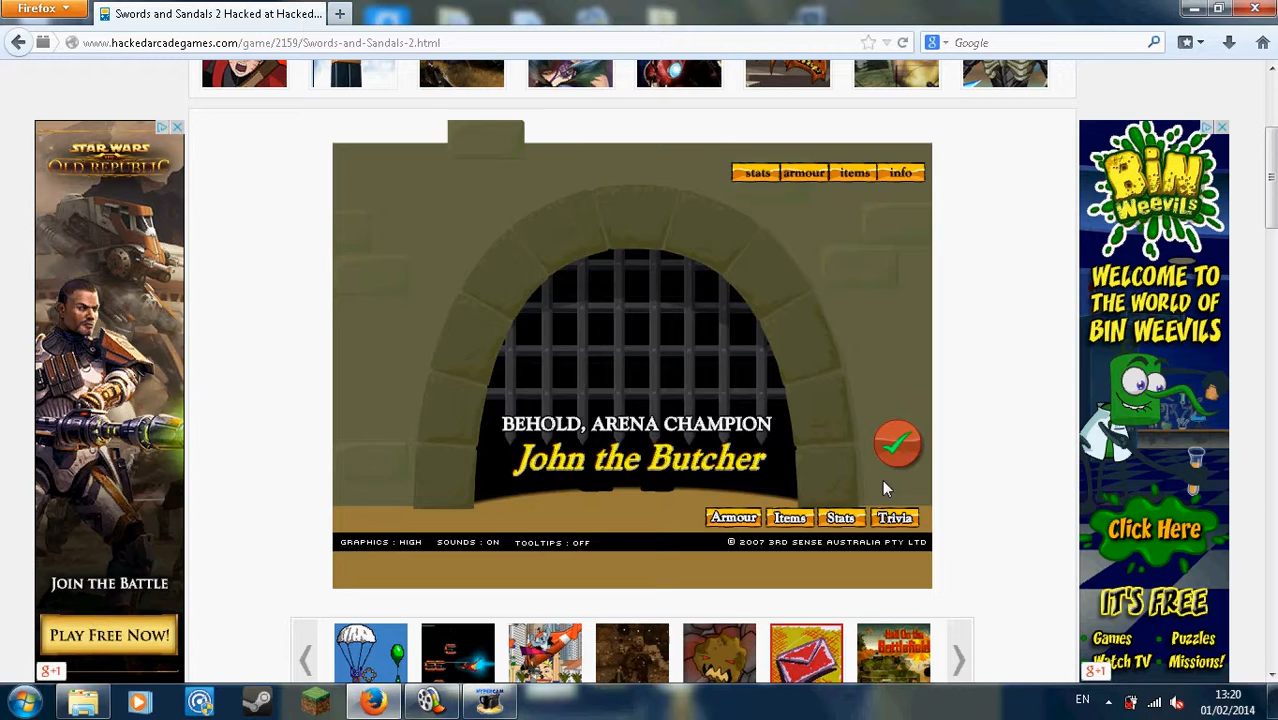 Firefox
Swords and Sandals 2 Hacked at Hacked...
www.hackedarcadegames.com/game/2159/Swords-and-Sandals-2.html
Google
STAR WARS
THE OLD REPUBLIC
JOIN THE BATTLE
PLAY FREE NOW!
g+1
stats armour items info
BEHOLD, ARENA CHAMPION
John the Butcher
Armour Items Stats Trivia
GRAPHICS : HIGH SOUNDS : ON TOOLTIPS : OFF © 2007 3RD SENSE AUSTRALIA PTY LTD
BiN
WEEVILS
WELCOME TO
THE WORLD OF
BIN WEEVILS
Click Here
IT'S FREE
Games Puzzles
Watch TV Missions!
g+1
HYPERCAM
EN
13:20
01/02/2014